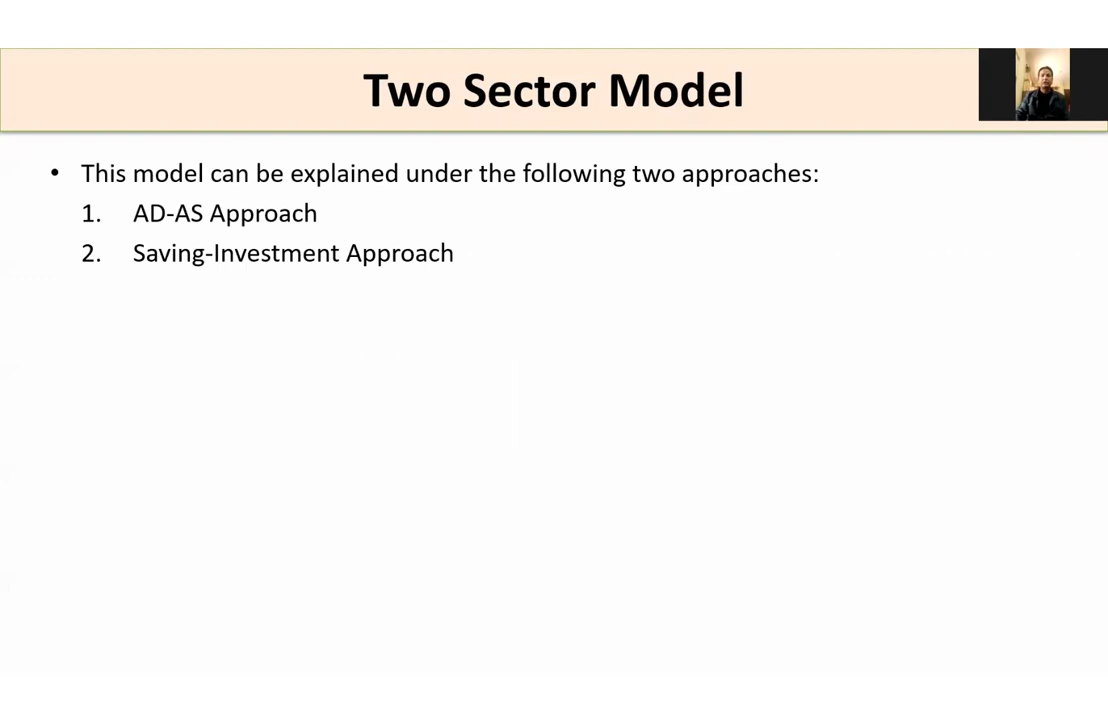 Two Sector Model
• This model can be explained under the following two approaches:
1. AD-AS Approach
2. Saving-Investment Approach